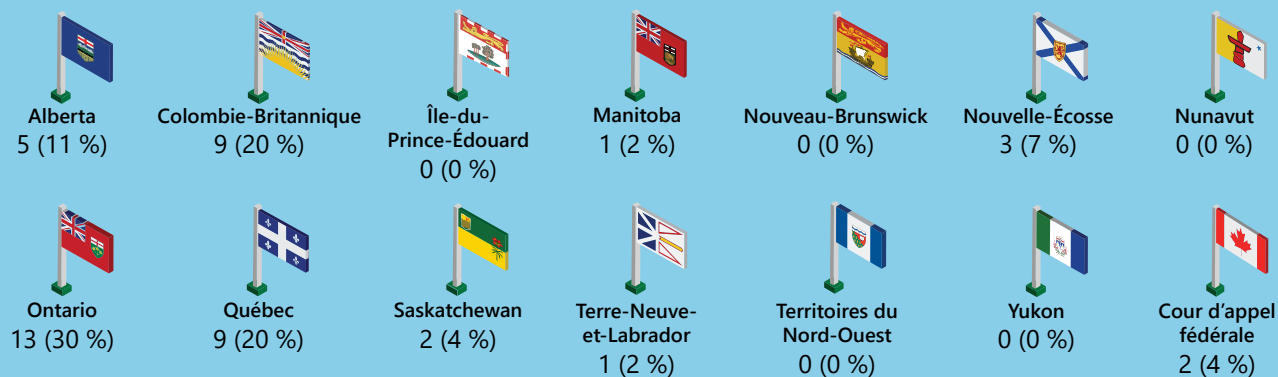 Alberta
5 (11 %)
Colombie-Britannique
9 (20 %)
Île-du-
Prince-Édouard
0 (0 %)
Manitoba
1 (2 %)
Nouveau-Brunswick
0 (0 %)
Nouvelle-Écosse
3 (7 %)
Nunavut
0 (0 %)
Ontario
13 (30 %)
Québec
9 (20 %)
Saskatchewan
2 (4 %)
Terre-Neuve-
et-Labrador
1 (2 %)
Territoires du
Nord-Ouest
0 (0 %)
Yukon
0 (0 %)
Cour d’appel
fédérale
2 (4 %)